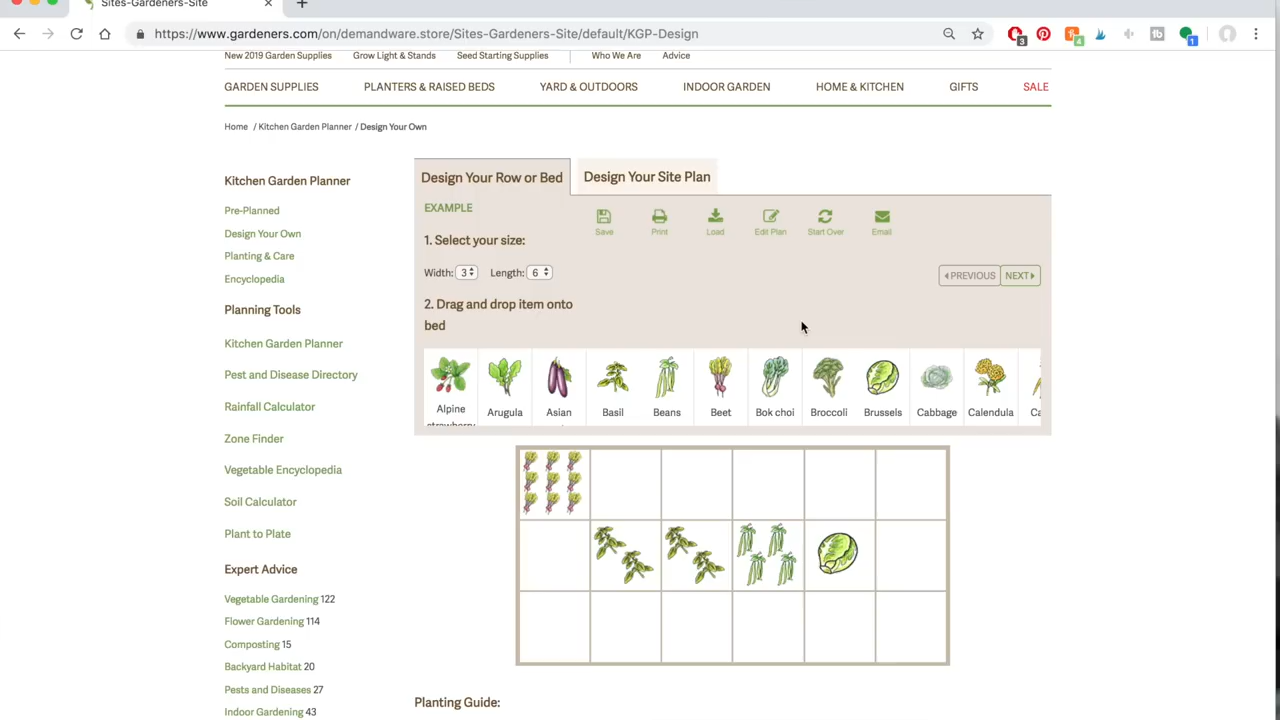 Sites-Gardeners-Site
https://www.gardeners.com/on/demandware.store/Sites-Gardeners-Site/default/KGP-Design
3
4
1
New 2019 Garden Supplies Grow Light & Stands Seed Starting Supplies Who We Are Advice
GARDEN SUPPLIES PLANTERS & RAISED BEDS YARD & OUTDOORS INDOOR GARDEN HOME & KITCHEN GIFTS SALE
Home / Kitchen Garden Planner / Design Your Own
Kitchen Garden Planner
Pre-Planned
Design Your Own
Planting & Care
Encyclopedia
Planning Tools
Kitchen Garden Planner
Pest and Disease Directory
Rainfall Calculator
Zone Finder
Vegetable Encyclopedia
Soil Calculator
Plant to Plate
Expert Advice
Vegetable Gardening 122
Flower Gardening 114
Composting 15
Backyard Habitat 20
Pests and Diseases 27
Indoor Gardening 43
Design Your Row or Bed Design Your Site Plan
EXAMPLE
Save Print Load Edit Plan Start Over Email
1. Select your size:
Width: 3 Length: 6
PREVIOUS NEXT
2. Drag and drop item onto
bed
Alpine Arugula Asian Basil Beans Beet Bok choi Broccoli Brussels Cabbage Calendula Ca
strawberry
Planting Guide: